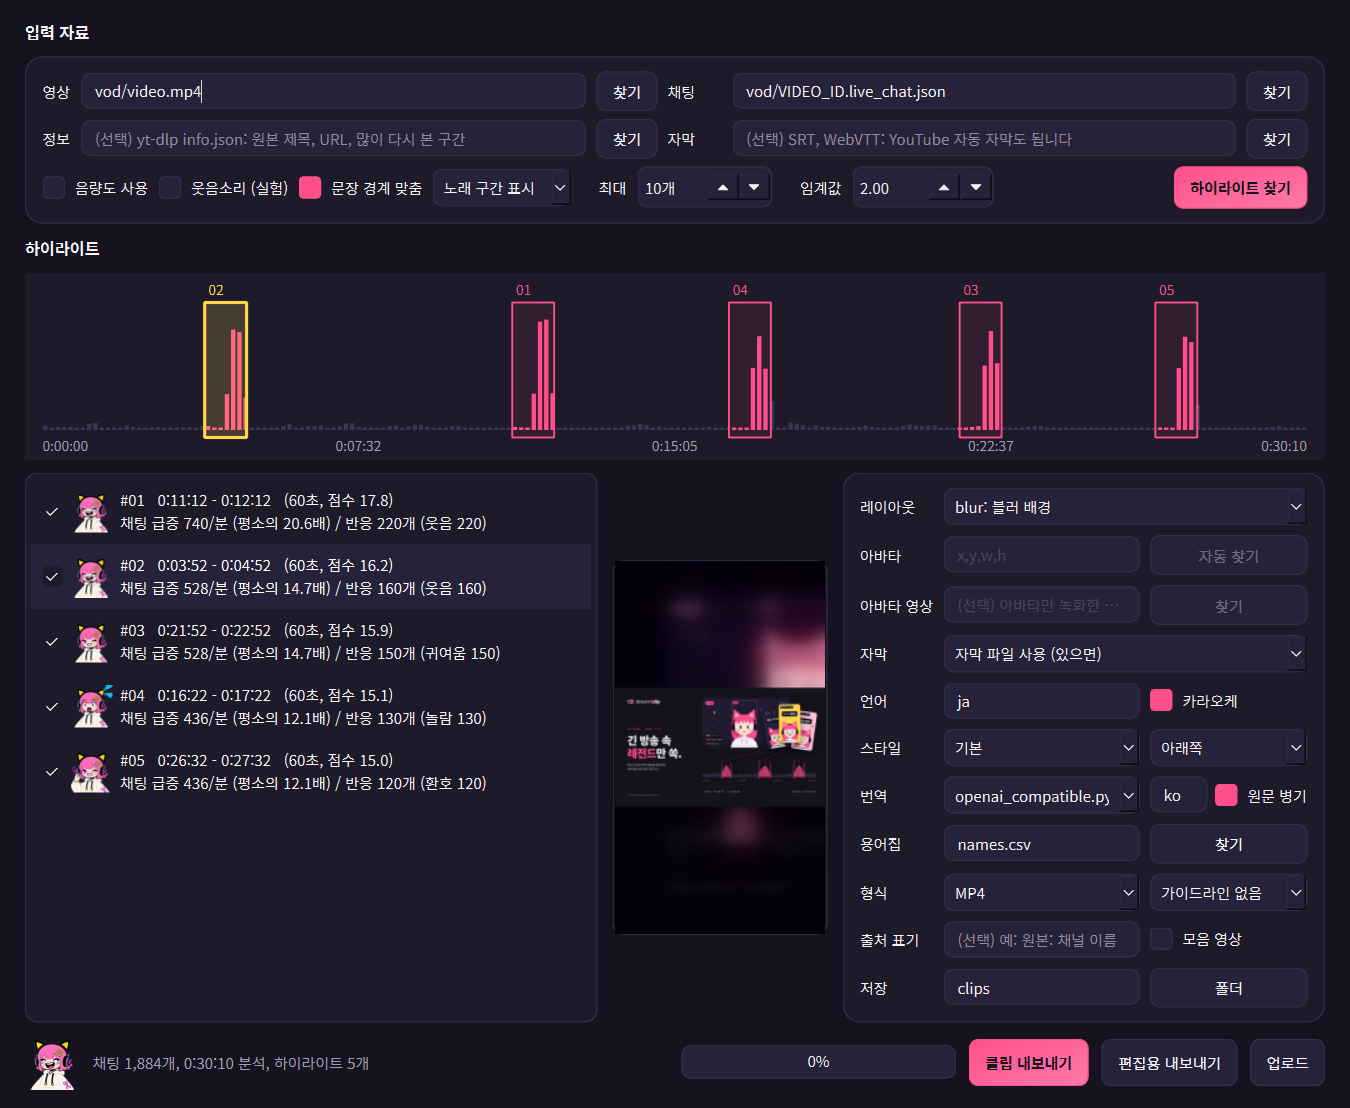 입력 자료
영상 vod/video.mp4 찾기 채팅 vod/VIDEO_ID.live_chat.json 찾기
정보 (선택) yt-dlp info.json: 원본 제목, URL, 많이 다시 본 구간 찾기 자막 (선택) SRT, WebVTT: YouTube 자동 자막도 됩니다 찾기
음량도 사용 웃음소리 (실험) 문장 경계 맞춤 노래 구간 표시 최대 10개 임계값 2.00 하이라이트 찾기
하이라이트
02 01 04 03 05
0:00:00 0:07:32 0:15:05 0:22:37 0:30:10
#01 0:11:12 - 0:12:12 (60초, 점수 17.8)
채팅 급증 740/분 (평소의 20.6배) / 반응 220개 (웃음 220)
#02 0:03:52 - 0:04:52 (60초, 점수 16.2)
채팅 급증 528/분 (평소의 14.7배) / 반응 160개 (웃음 160)
#03 0:21:52 - 0:22:52 (60초, 점수 15.9)
채팅 급증 528/분 (평소의 14.7배) / 반응 150개 (귀여움 150)
#04 0:16:22 - 0:17:22 (60초, 점수 15.1)
채팅 급증 436/분 (평소의 12.1배) / 반응 130개 (놀람 130)
#05 0:26:32 - 0:27:32 (60초, 점수 15.0)
채팅 급증 436/분 (평소의 12.1배) / 반응 120개 (환호 120)
긴 방송 속
레전드만 쏙.
레이아웃 blur: 블러 배경
아바타 x,y,w,h 자동 찾기
아바타 영상 (선택) 아바타만 녹화한 ⋯ 찾기
자막 자막 파일 사용 (있으면)
언어 ja 카라오케
스타일 기본 아래쪽
번역 openai_compatible.py ko 원문 병기
용어집 names.csv 찾기
형식 MP4 가이드라인 없음
출처 표기 (선택) 예: 원본: 채널 이름 모음 영상
저장 clips 폴더
채팅 1,884개, 0:30:10 분석, 하이라이트 5개 0% 클립 내보내기 편집용 내보내기 업로드